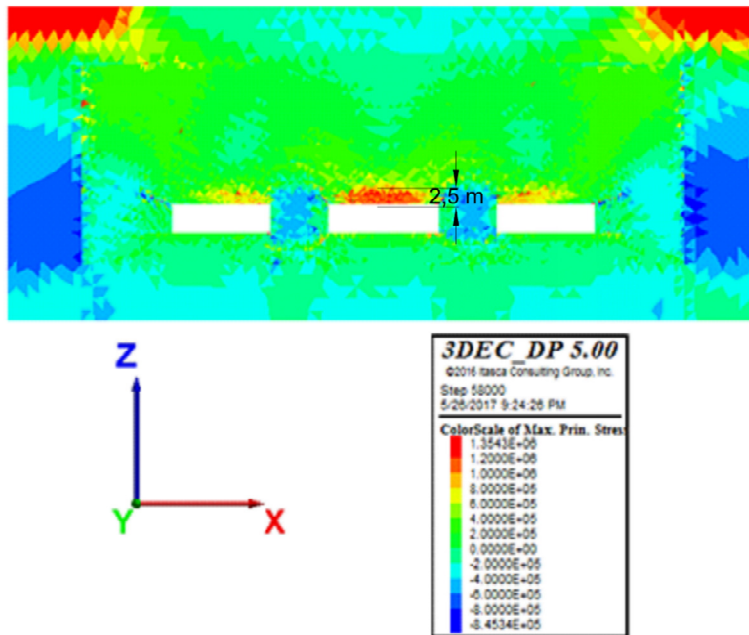 2,5 m
Z
Y
X
3DEC_DP 5.00
©2016 Itasca Consulting Group, Inc.
Step 58000
5/26/2017 9:24:26 PM
ColorScale of Max. Prin. Stress
1.3543E+06
1.2000E+06
1.0000E+06
8.0000E+05
6.0000E+05
4.0000E+05
2.0000E+05
0.0000E+00
-2.0000E+05
-4.0000E+05
-6.0000E+05
-8.0000E+05
-8.4534E+05